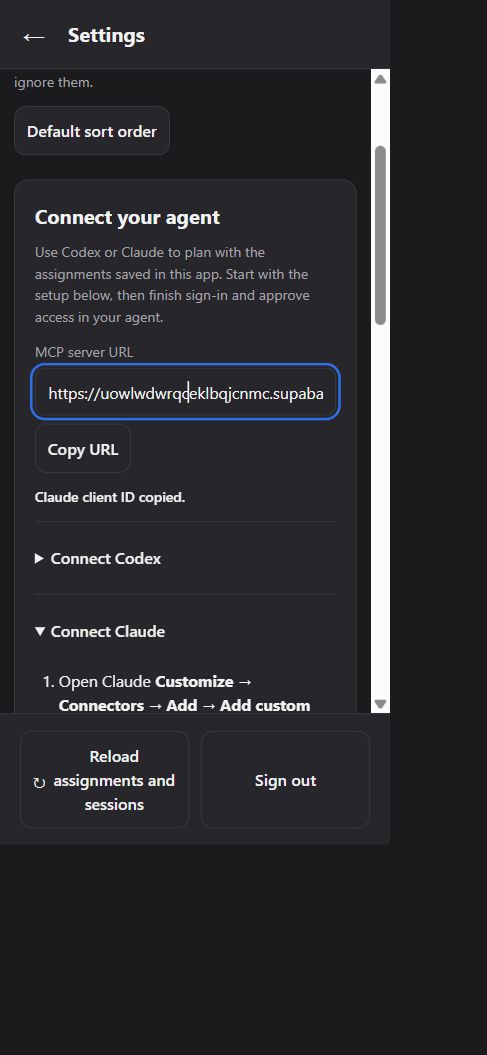 ← Settings
ignore them.
Default sort order
Connect your agent
Use Codex or Claude to plan with the
assignments saved in this app. Start with the
setup below, then finish sign-in and approve
access in your agent.
MCP server URL
https://uowlwdwrqceklbqjcnmc.supaba
Copy URL
Claude client ID copied.
▶ Connect Codex
▼ Connect Claude
1. Open Claude Customize →
Connectors → Add → Add custom
Reload
↻ assignments and
sessions
Sign out